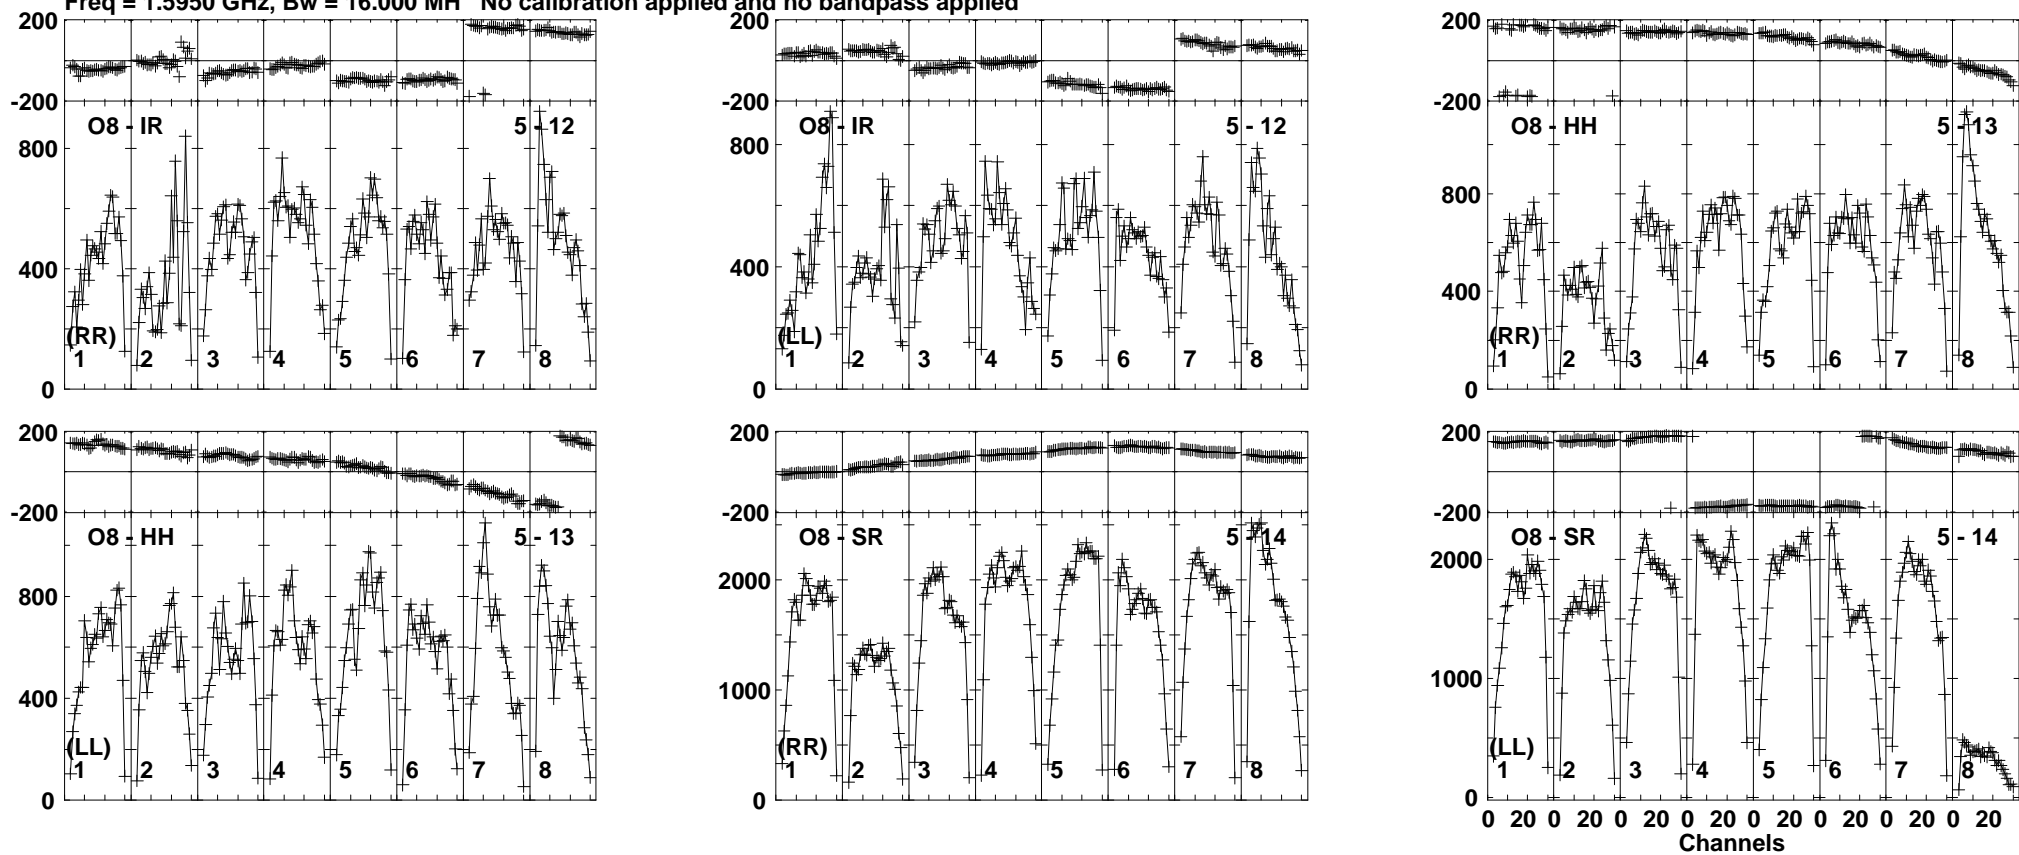 Freq = 1.5950 GHz, Bw = 16.000 MH No calibration applied and no bandpass applied
200
-200
O8 - IR 5 - 12
800
400
0
(RR)
1 2 3 4 5 6 7 8
O8 - IR 5 - 12
800
400
0
(LL)
1 2 3 4 5 6 7 8
200
-200
O8 - HH 5 - 13
800
400
0
(RR)
1 2 3 4 5 6 7 8
200
-200
O8 - HH 5 - 13
800
400
0
(LL)
1 2 3 4 5 6 7 8
200
-200
O8 - SR 5 - 14
2000
1000
0
(RR)
1 2 3 4 5 6 7 8
200
-200
O8 - SR 5 - 14
2000
1000
0
(LL)
1 2 3 4 5 6 7 8
0 20 0 20 0 20 0 20 0 20 0 20 0 20 0 20
Channels
200
-200